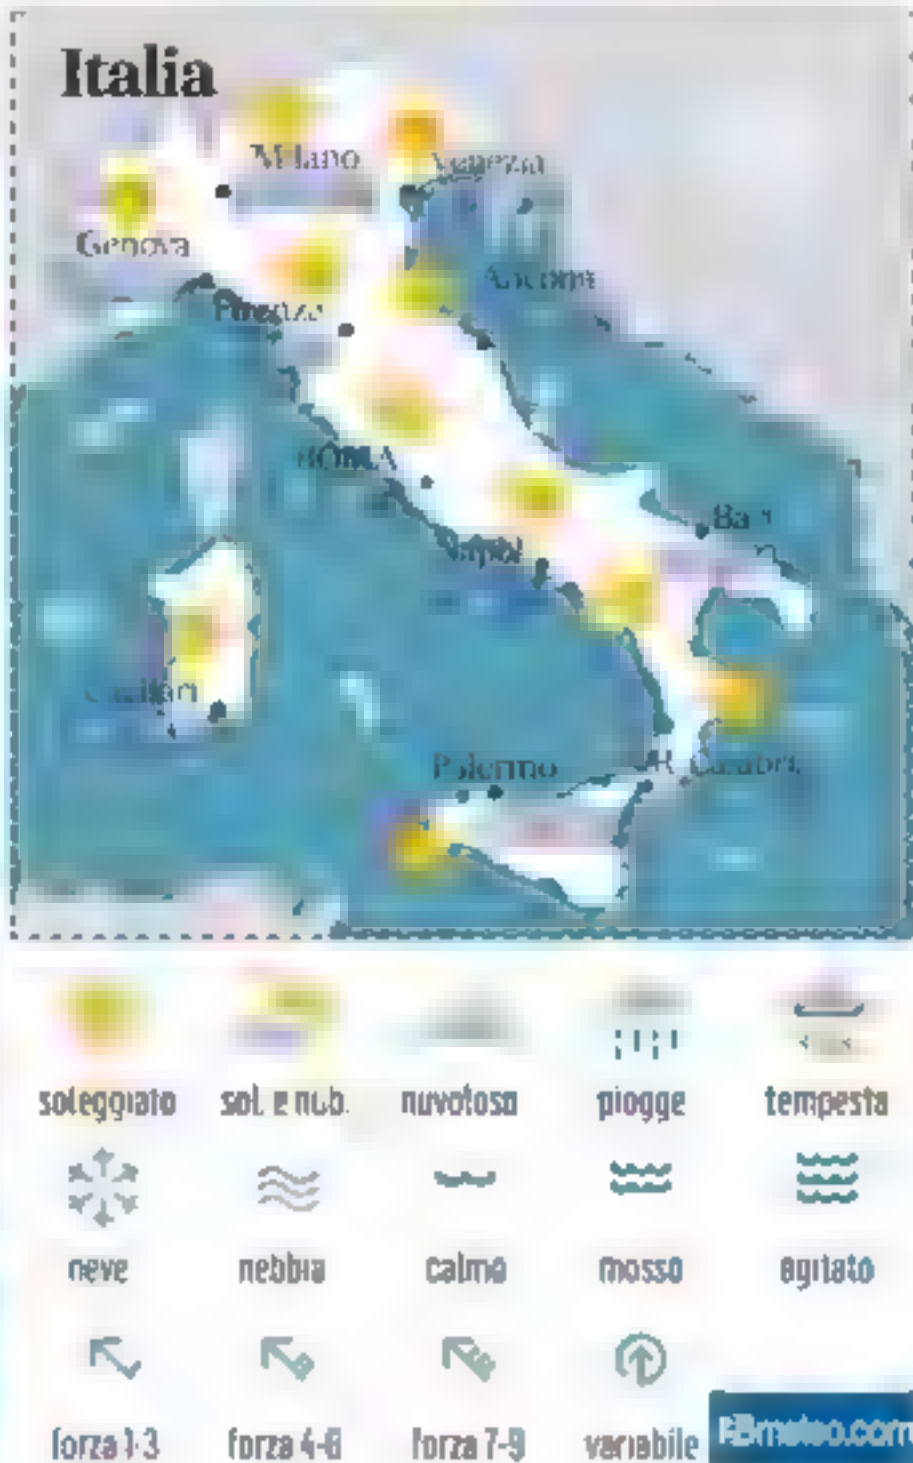 Italia
Milano
Venezia
Genova
Ancona
Firenze
ROMA
Bari
Napoli
Cagliari
Palermo
R. Calabria
soleggiato sol. e nub. nuvoloso piogge tempesta
neve nebbia calmo mosso agitato
forza 1-3 forza 4-6 forza 7-9 variabile
3Bmeteo.com